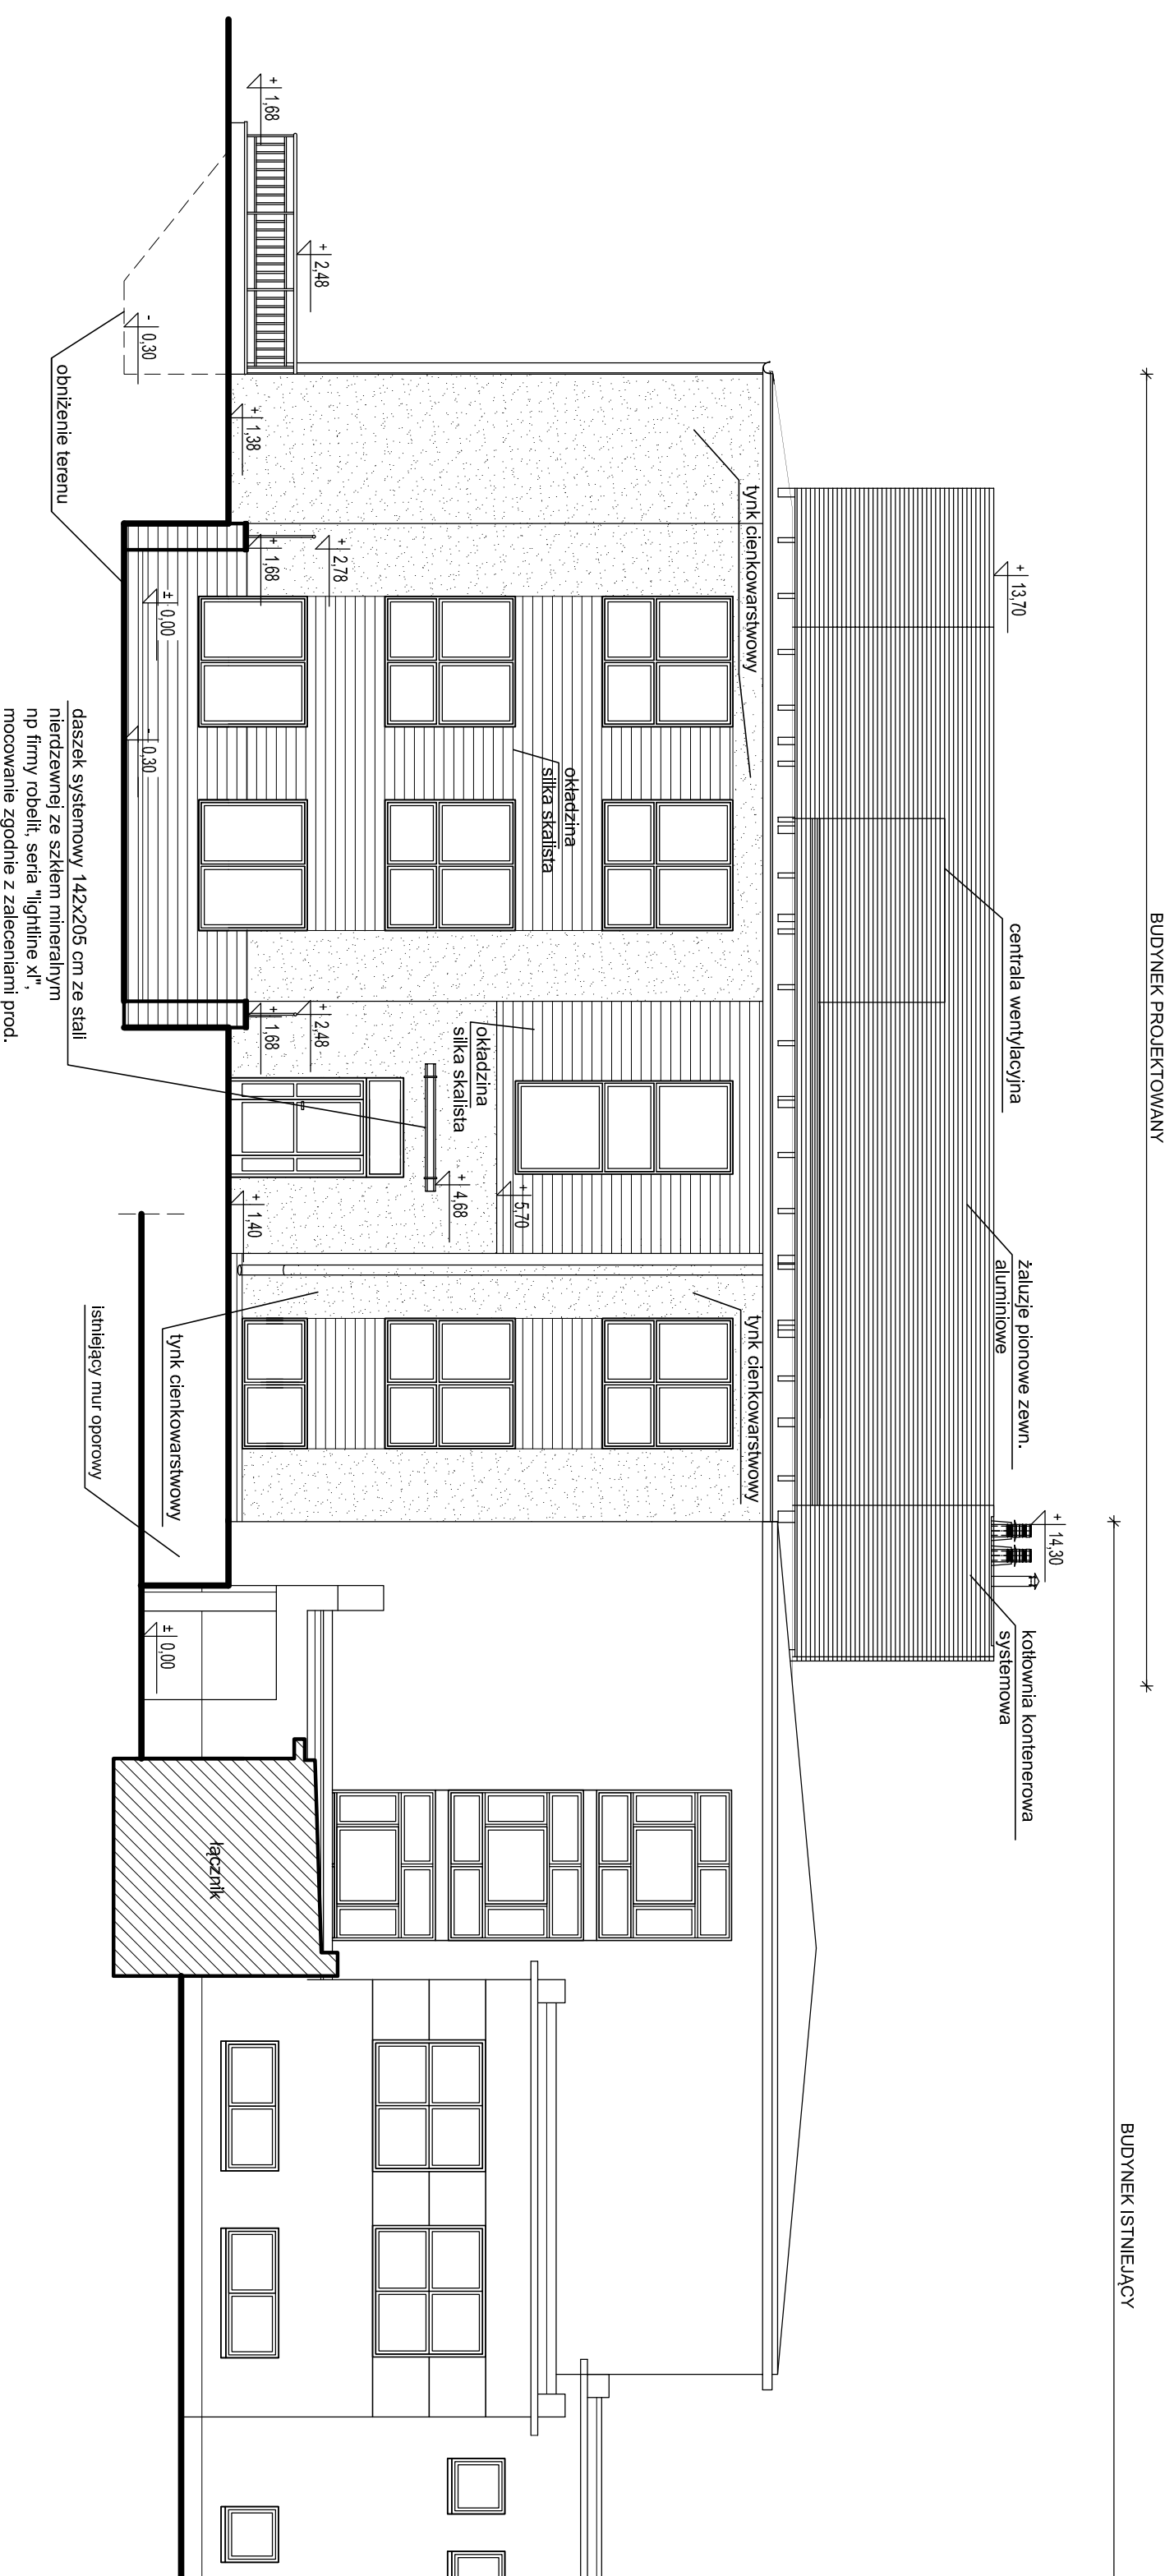 BUDYNEK PROJEKTOWANY
BUDYNEK ISTNIEJĄCY
+ 14,30
+ 13,70
centrala wentylacyjna
żaluzje pionowe zewn.
aluminiowe
kotłownia kontenerowa
systemowa
tynk cienkowarstwowy
tynk cienkowarstwowy
okładzina
silka skalista
okładzina
silka skalista
+ 5,70
+ 4,68
+ 2,48
+ 2,78
+ 2,48
+ 1,68
+ 1,68
+ 1,68
+ 1,38
+ 1,40
- 0,30
± 0,00
- 0,30
± 0,00
tynk cienkowarstwowy
łącznik
istniejący mur oporowy
obniżenie terenu
daszek systemowy 142x205 cm ze stali
nierdzewnej ze szkłem mineralnym
np firmy robelit, seria "lightline xl",
mocowanie zgodnie z zaleceniami prod.